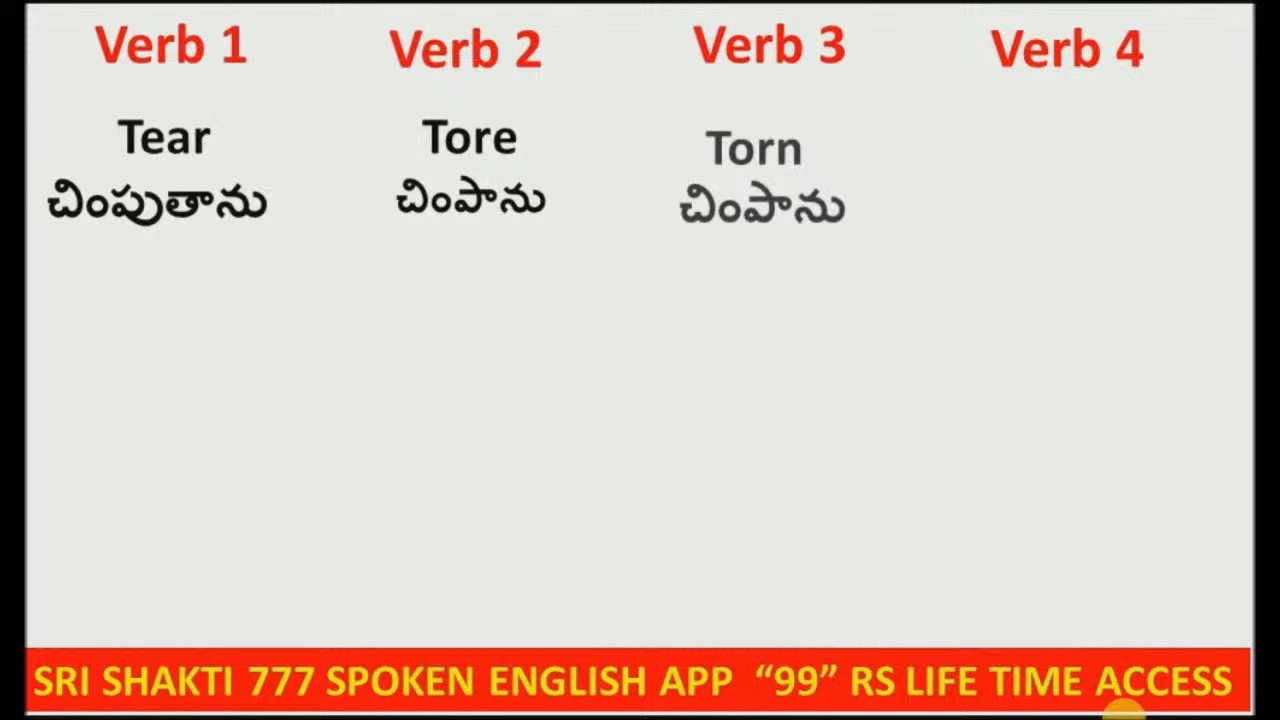 Verb 1 Verb 2 Verb 3 Verb 4
Tear Tore Torn
చింపుతాను చింపాను చింపాను
SRI SHAKTI 777 SPOKEN ENGLISH APP “99” RS LIFE TIME ACCESS